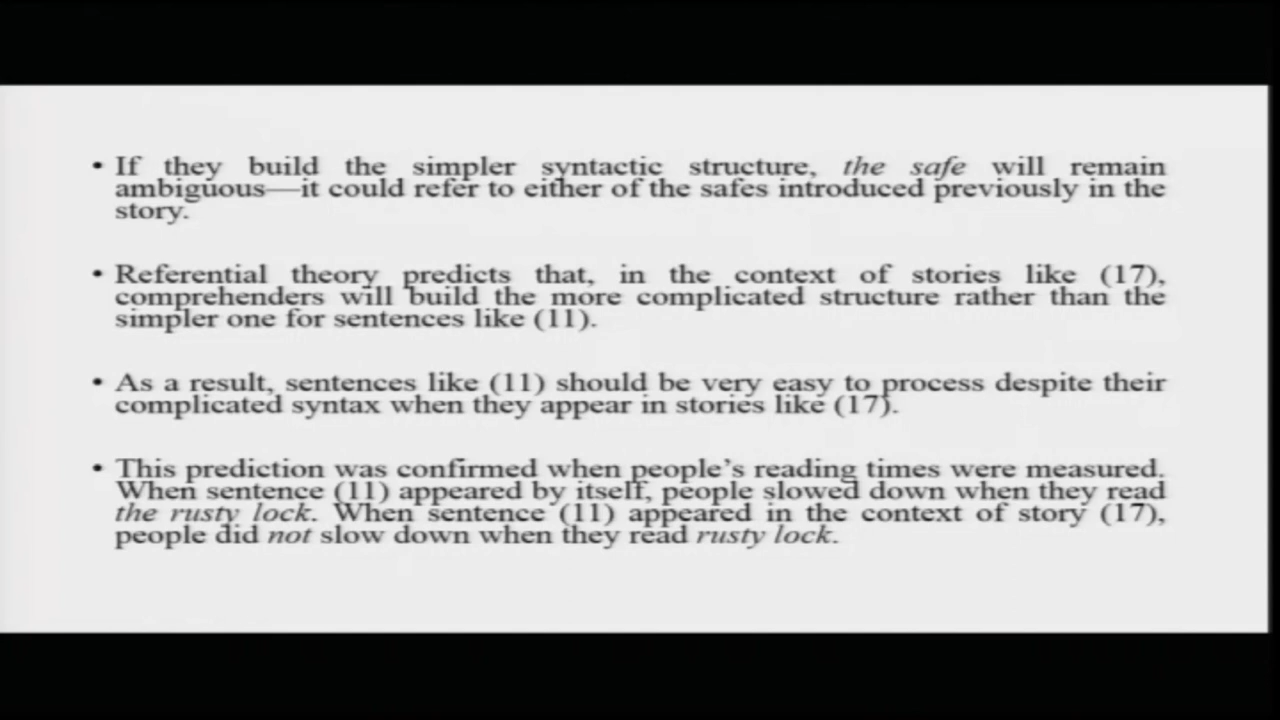 • If they build the simpler syntactic structure, the safe will remain
ambiguous—it could refer to either of the safes introduced previously in the
story.
• Referential theory predicts that, in the context of stories like (17),
comprehenders will build the more complicated structure rather than the
simpler one for sentences like (11).
• As a result, sentences like (11) should be very easy to process despite their
complicated syntax when they appear in stories like (17).
• This prediction was confirmed when people's reading times were measured.
When sentence (11) appeared by itself, people slowed down when they read
the rusty lock. When sentence (11) appeared in the context of story (17),
people did not slow down when they read rusty lock.